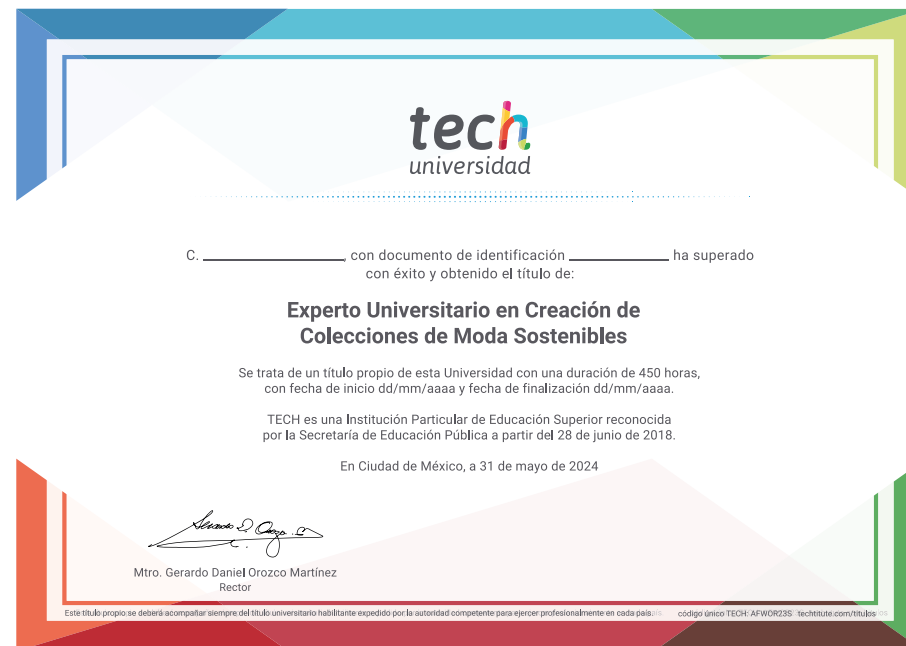 tech
universidad
C. ____________, con documento de identificación ____________ ha superado
con éxito y obtenido el título de:
Experto Universitario en Creación de
Colecciones de Moda Sostenibles
Se trata de un título propio de esta Universidad con una duración de 450 horas,
con fecha de inicio dd/mm/aaaa y fecha de finalización dd/mm/aaaa.
TECH es una Institución Particular de Educación Superior reconocida
por la Secretaría de Educación Pública a partir del 28 de junio de 2018.
En Ciudad de México, a 31 de mayo de 2024
Mtro. Gerardo Daniel Orozco Martínez
Rector
Este título propio se deberá acompañar siempre del título universitario habilitante expedido por la autoridad competente para ejercer profesionalmente en cada país. código único TECH: AFWOR23S techtitute.com/titulos